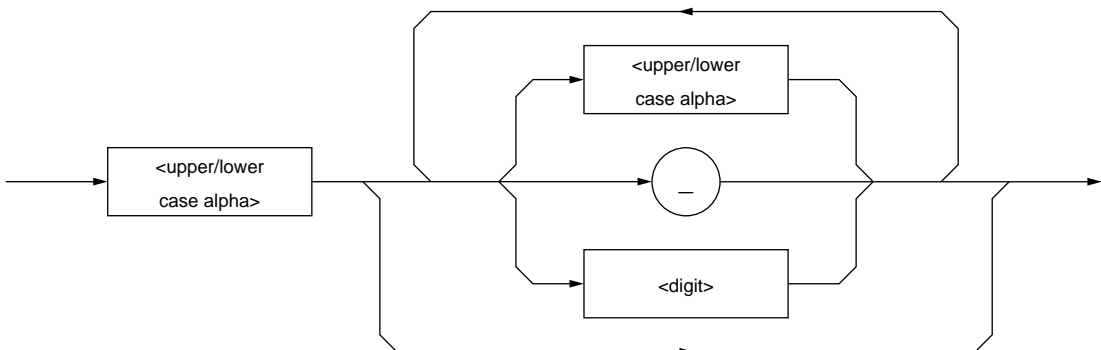 <upper/lower
case alpha>
<upper/lower
case alpha>
_
<digit>